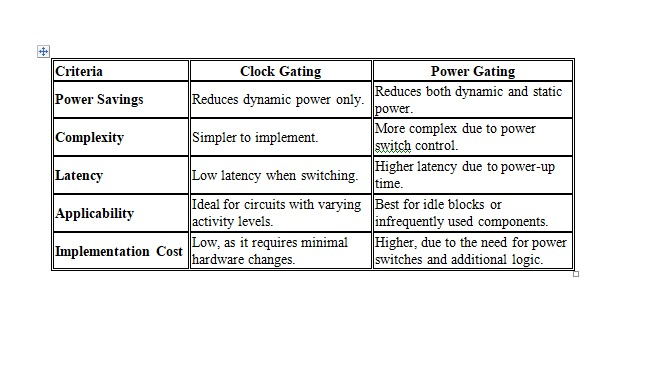 Criteria Clock Gating Power Gating
Power Savings Reduces dynamic power only. Reduces both dynamic and static
power.
Complexity Simpler to implement. More complex due to power
switch control.
Latency Low latency when switching. Higher latency due to power-up
time.
Applicability Ideal for circuits with varying
activity levels. Best for idle blocks or
infrequently used components.
Implementation Cost Low, as it requires minimal
hardware changes. Higher, due to the need for power
switches and additional logic.